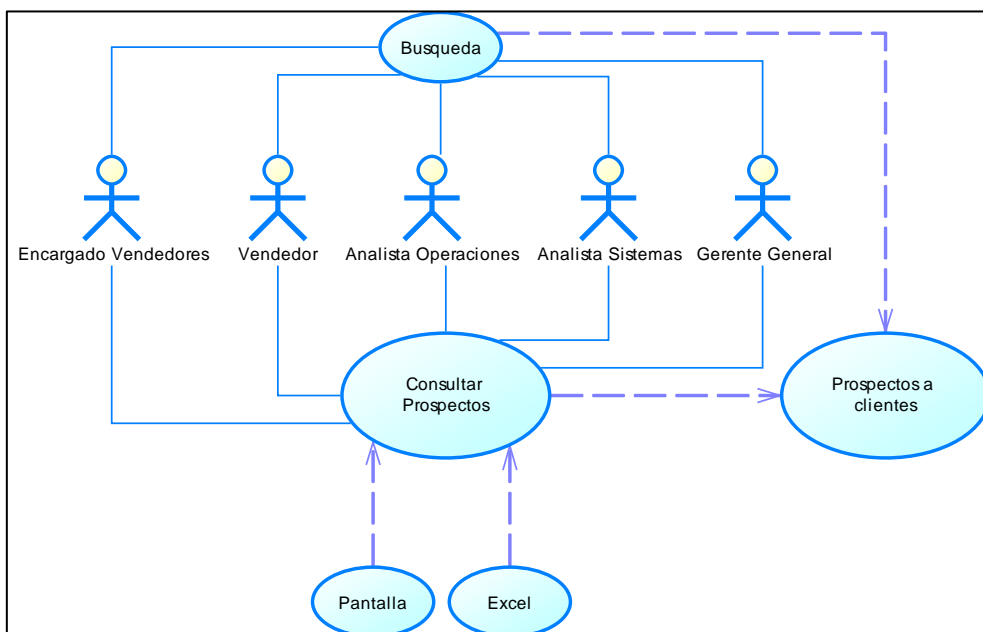 Busqueda
Encargado Vendedores
Vendedor
Analista Operaciones
Analista Sistemas
Gerente General
Consultar
Prospectos
Prospectos a
clientes
Pantalla
Excel